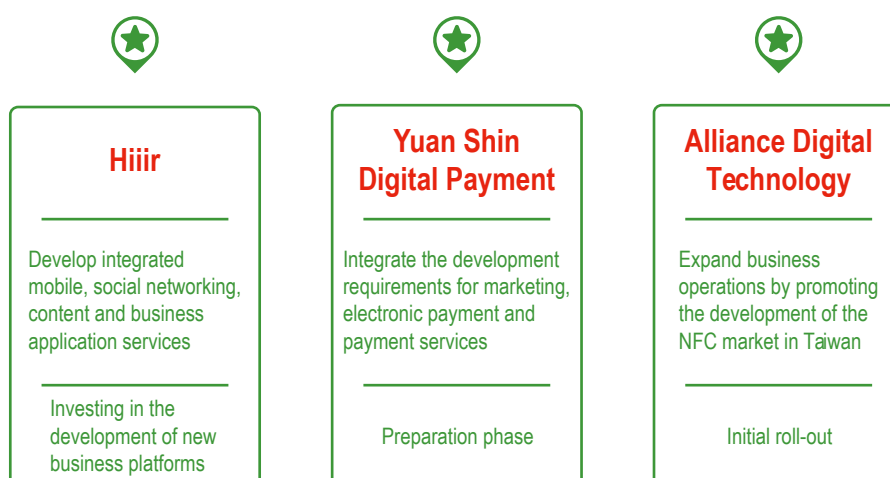 Hiiir
Develop integrated
mobile, social networking,
content and business
application services
Investing in the
development of new
business platforms
Yuan Shin
Digital Payment
Integrate the development
requirements for marketing,
electronic payment and
payment services
Preparation phase
Alliance Digital
Technology
Expand business
operations by promoting
the development of the
NFC market in Taiwan
Initial roll-out